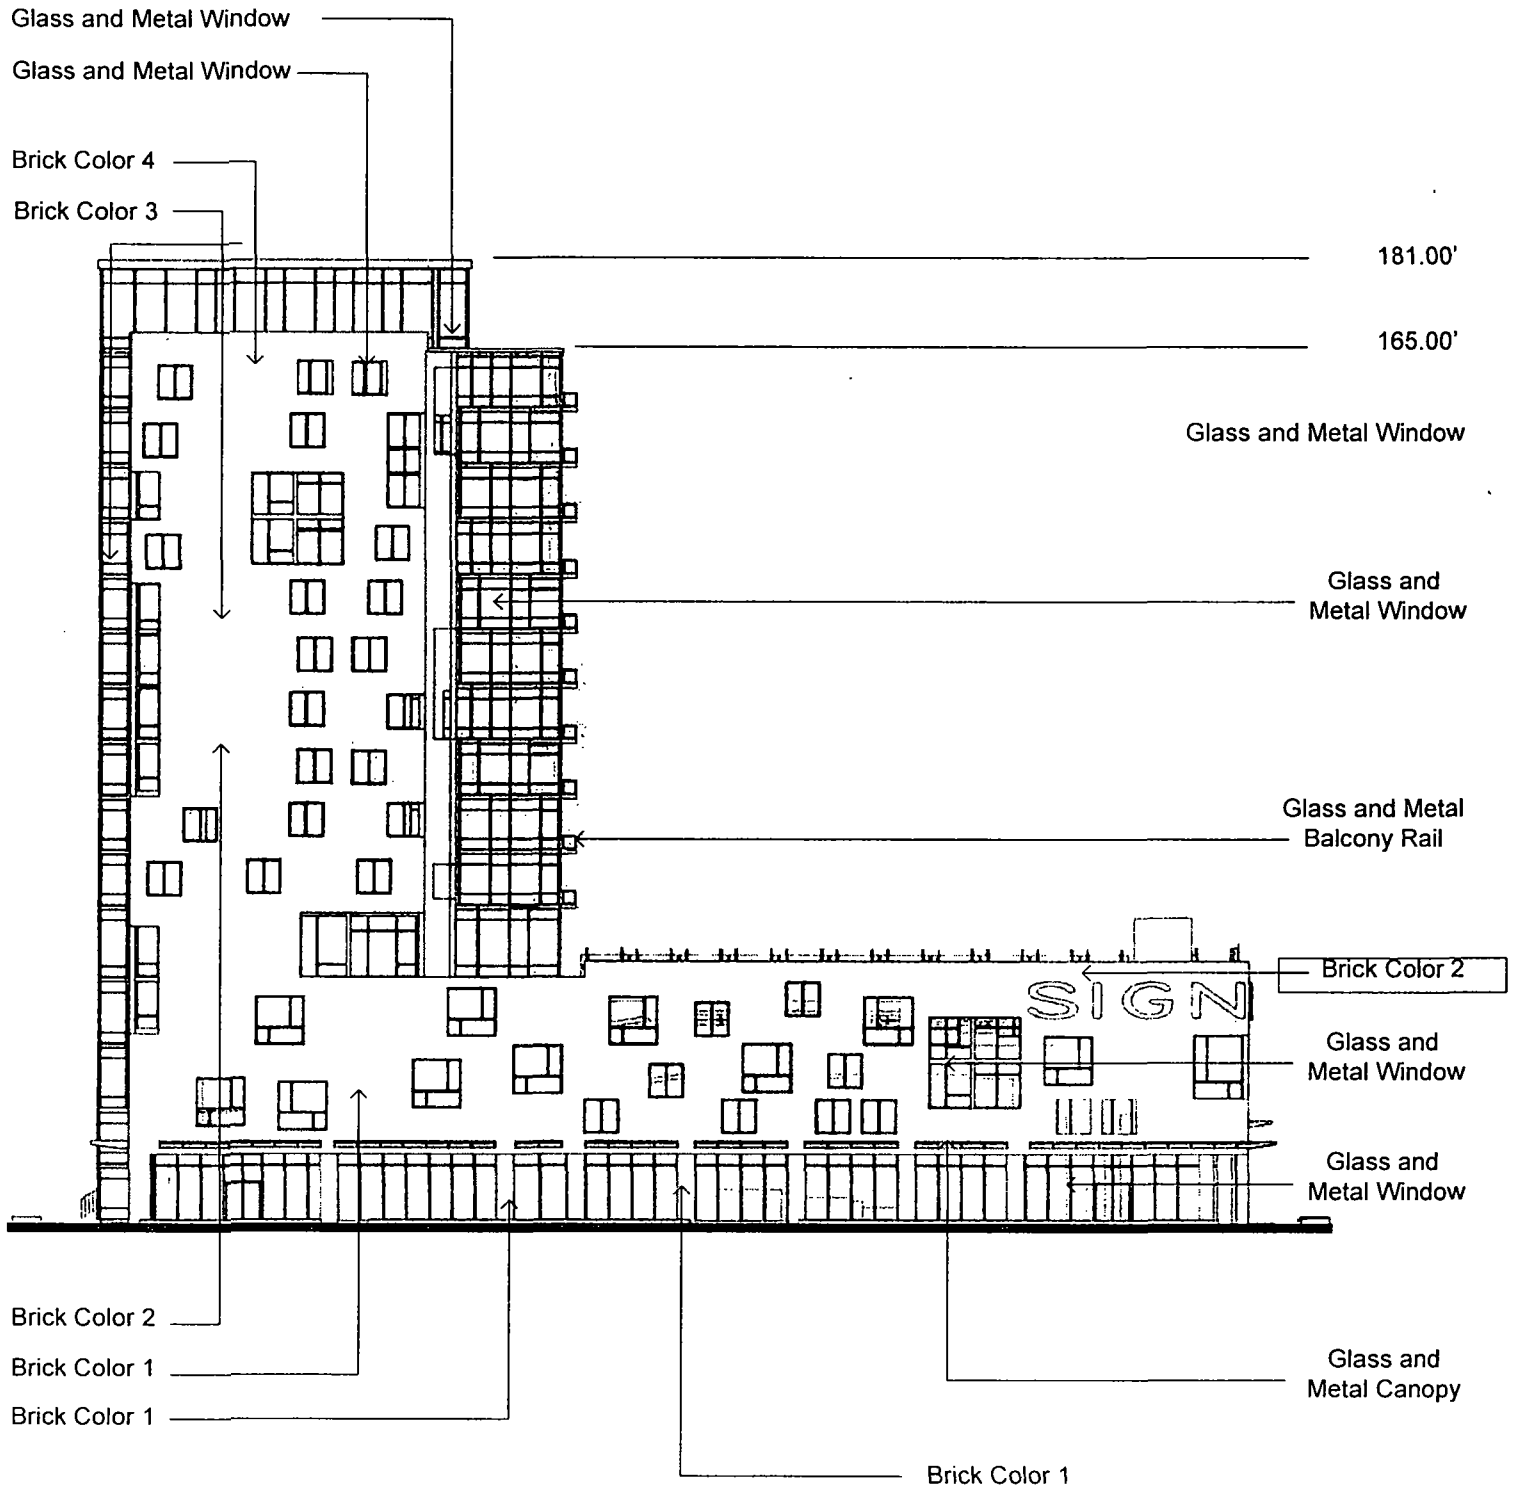 Glass and Metal Window
Glass and Metal Window
Brick Color 4
Brick Color 3
181.00'
165.00'
Glass and Metal Window
Glass and
Metal Window
Glass and Metal
Balcony Rail
Brick Color 2
SIGN
Glass and
Metal Window
Glass and
Metal Window
Brick Color 2
Brick Color 1
Brick Color 1
Glass and
Metal Canopy
Brick Color 1